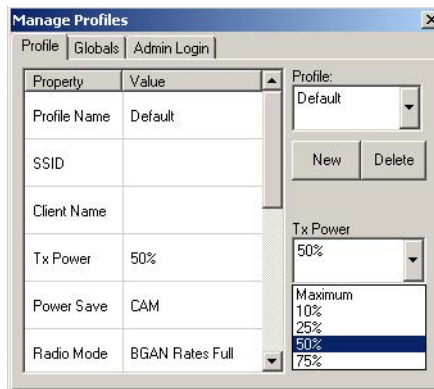 Manage Profiles
Profile Globals Admin Login
Property Value
Profile Name Default
SSID
Client Name
Tx Power 50%
Power Save CAM
Radio Mode BGAN Rates Full
Profile:
Default
New Delete
Tx Power
50%
Maximum
10%
25%
50%
75%